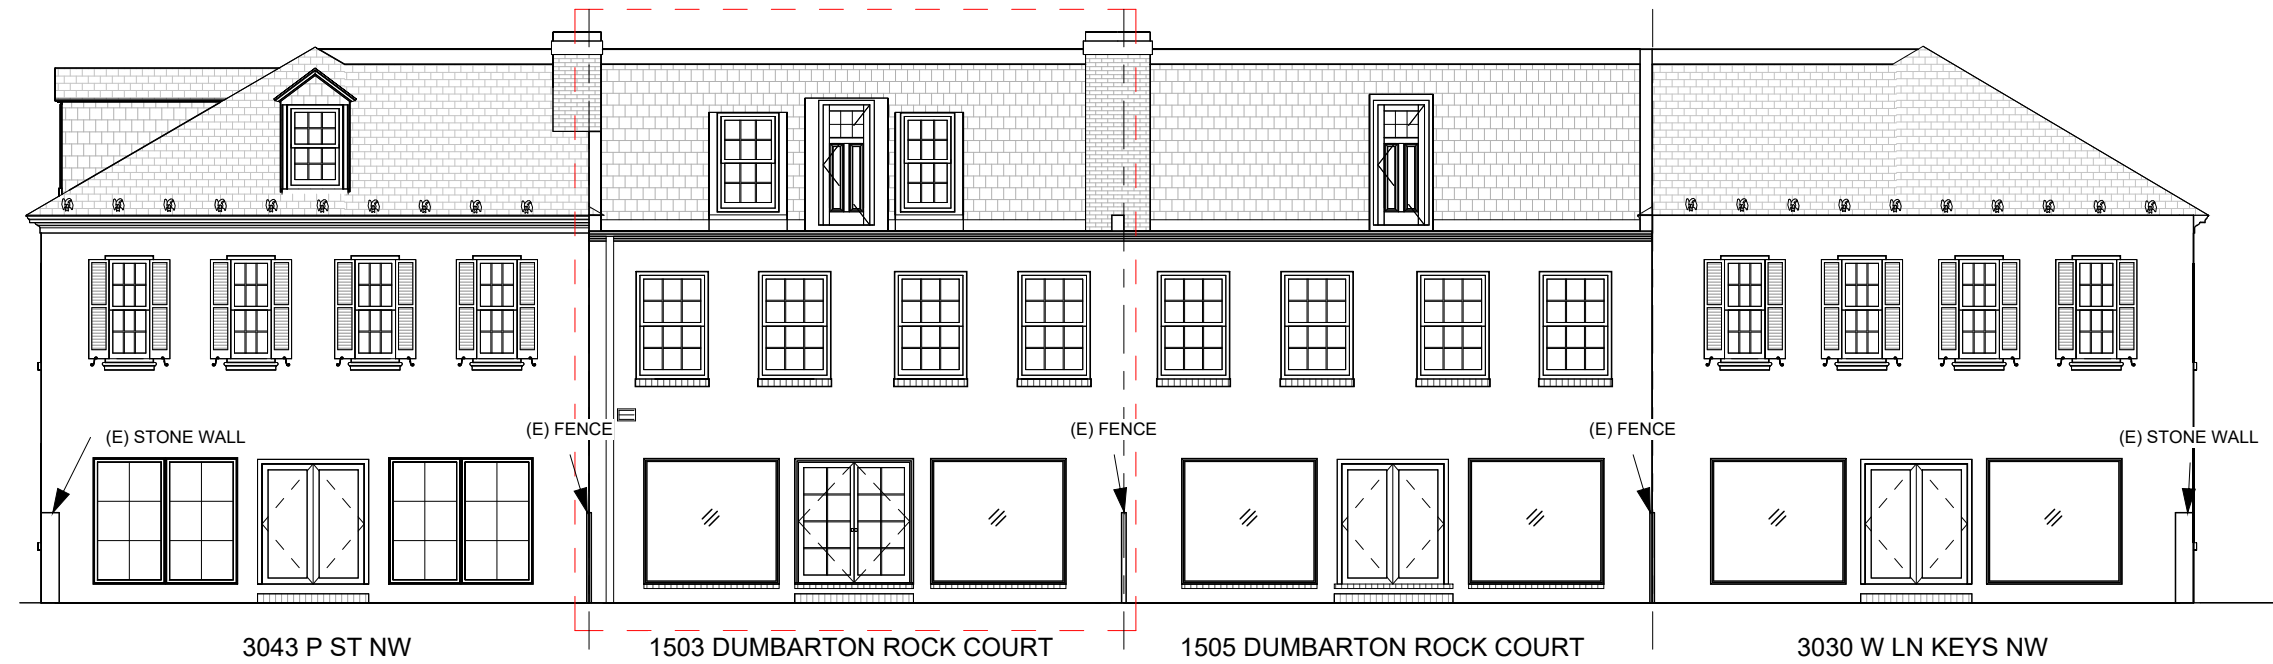 (E) STONE WALL
(E) FENCE
(E) FENCE
(E) FENCE
(E) STONE WALL
3043 P ST NW
1503 DUMBARTON ROCK COURT
1505 DUMBARTON ROCK COURT
3030 W LN KEYS NW